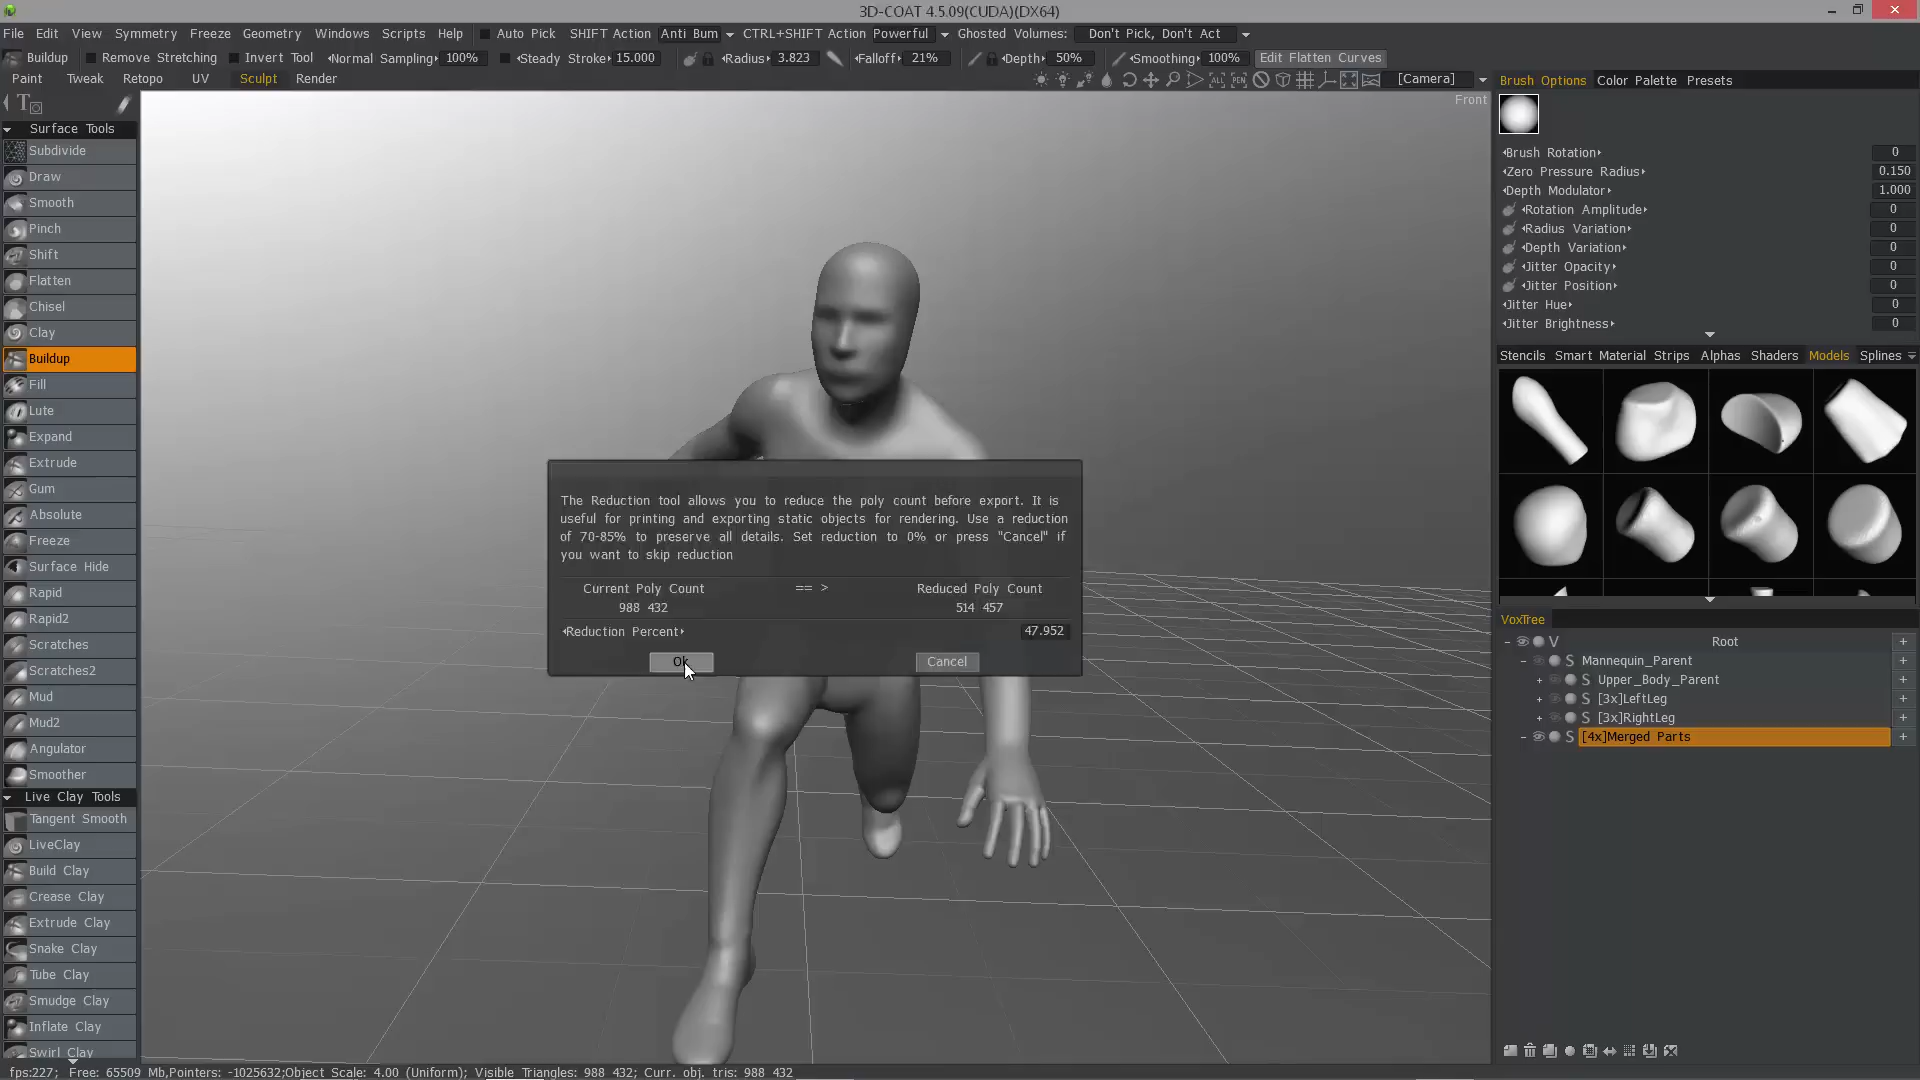 3D-COAT 4.5.09(CUDA)(DX64)
File Edit View Symmetry Freeze Geometry Windows Scripts Help Auto Pick SHIFT Action Anti Bum CTRL+SHIFT Action Powerful Ghosted Volumes: Don't Pick, Don't Act
Buildup Remove Stretching Invert Tool Normal Sampling 100% Steady Stroke 15.000 Radius 3.823 Falloff 21% Depth 50% Smoothing 100% Edit Flatten Curves
Paint Tweak Retopo UV Sculpt Render [Camera]
Front
Surface Tools
Subdivide
Draw
Smooth
Pinch
Shift
Flatten
Chisel
Clay
Buildup
Fill
Lute
Expand
Extrude
Gum
Absolute
Freeze
Surface Hide
Rapid
Rapid2
Scratches
Scratches2
Mud
Mud2
Angulator
Smoother
Live Clay Tools
Tangent Smooth
LiveClay
Build Clay
Crease Clay
Extrude Clay
Snake Clay
Tube Clay
Smudge Clay
Inflate Clay
Swirl Clay
The Reduction tool allows you to reduce the poly count before export. It is
useful for printing and exporting static objects for rendering. Use a reduction
of 70-85% to preserve all details. Set reduction to 0% or press "Cancel" if
you want to skip reduction
Current Poly Count == > Reduced Poly Count
988 432 514 457
Reduction Percent 47.952
Ok Cancel
Brush Options Color Palette Presets
Brush Rotation 0
Zero Pressure Radius 0.150
Depth Modulator 1.000
Rotation Amplitude 0
Radius Variation 0
Depth Variation 0
Jitter Opacity 0
Jitter Position 0
Jitter Hue 0
Jitter Brightness 0
Stencils Smart Material Strips Alphas Shaders Models Splines
VoxTree
V Root +
S Mannequin_Parent +
+ S Upper_Body_Parent +
+ S [3x]LeftLeg +
+ S [3x]RightLeg +
S [4x]Merged Parts +
fps:227; Free: 65509 Mb,Pointers: -1025632;Object Scale: 4.00 (Uniform); Visible Triangles: 988 432; Curr. obj. tris: 988 432